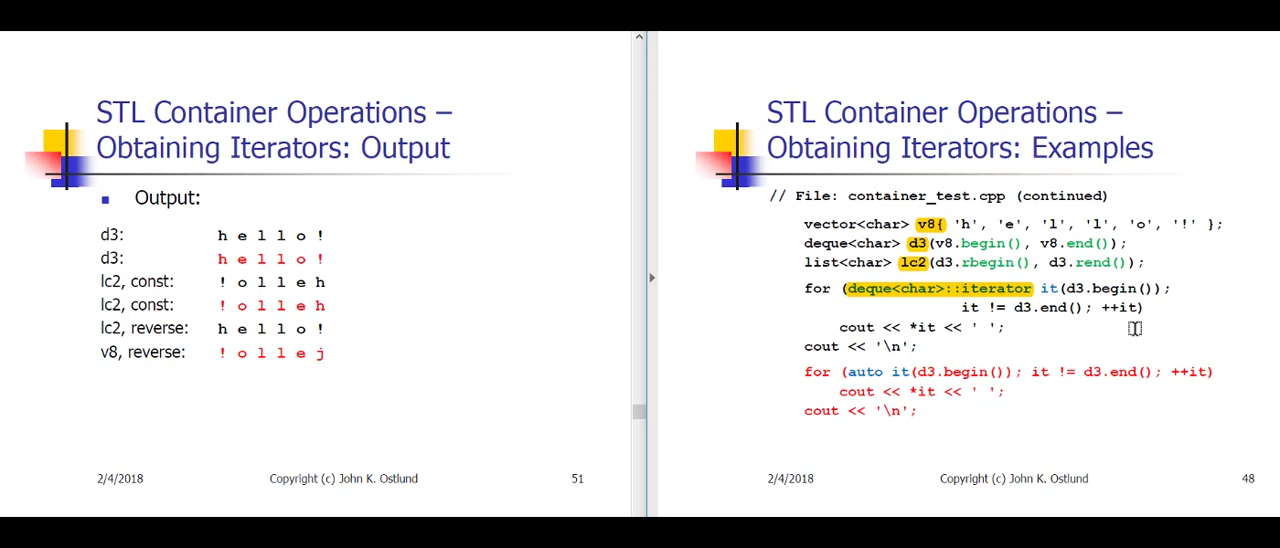 STL Container Operations –
Obtaining Iterators: Output
Output:
d3: h e l l o !
d3: h e l l o !
lc2, const: ! o l l e h
lc2, const: ! o l l e h
lc2, reverse: h e l l o !
v8, reverse: ! o l l e j
2/4/2018 Copyright (c) John K. Ostlund 51
STL Container Operations –
Obtaining Iterators: Examples
// File: container_test.cpp (continued)
vector<char> v8{ 'h', 'e', 'l', 'l', 'o', '!' };
deque<char> d3(v8.begin(), v8.end());
list<char> lc2(d3.rbegin(), d3.rend());
for (deque<char>::iterator it(d3.begin());
it != d3.end(); ++it)
cout << *it << ' ';
cout << '\n';
for (auto it(d3.begin()); it != d3.end(); ++it)
cout << *it << ' ';
cout << '\n';
2/4/2018 Copyright (c) John K. Ostlund 48